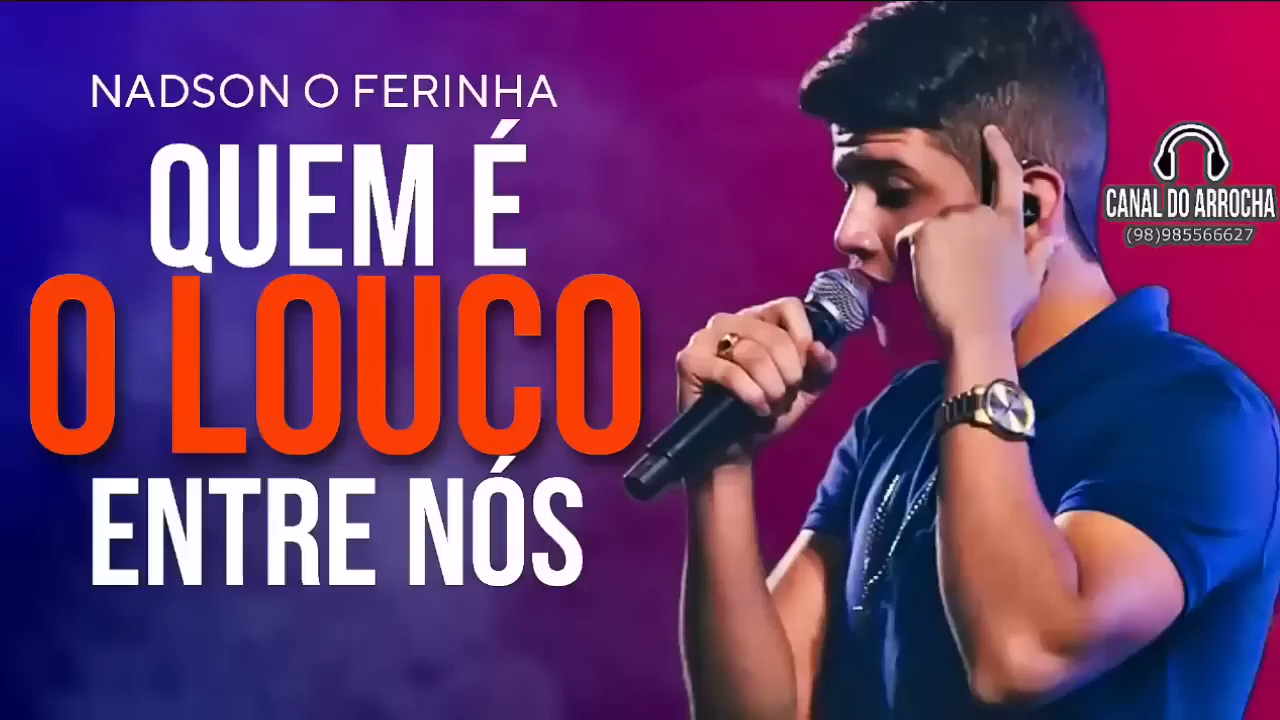 NADSON O FERINHA
QUEM É
O LOUCO
ENTRE NÓS
CANAL DO ARROCHA
(98)985566627